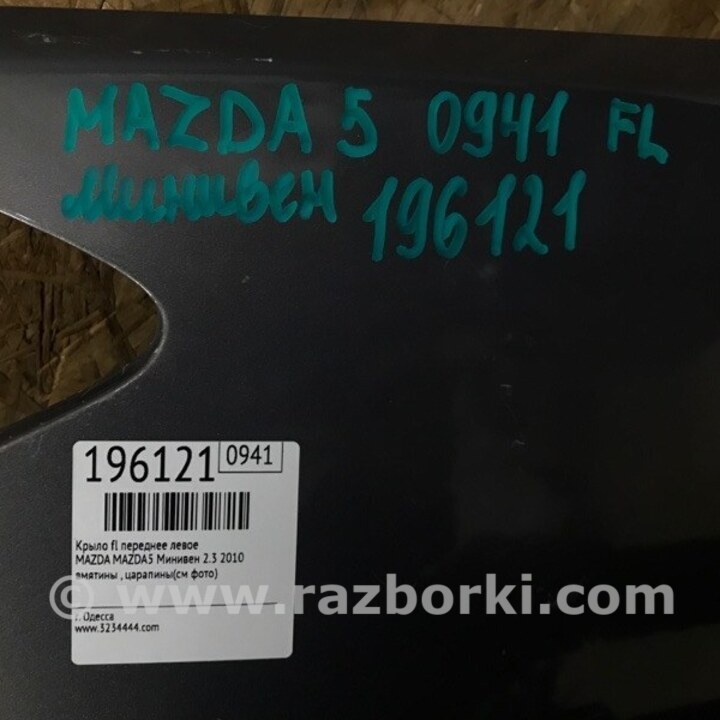 MAZDA 5 0941 FL
минивен 196121
196121 0941
Крыло fl переднее левое
MAZDA MAZDA5 Минивен 2.3 2010
вмятины , царапины(см фото)
© www.razborki.com
г. Одесса
www.3234444.com